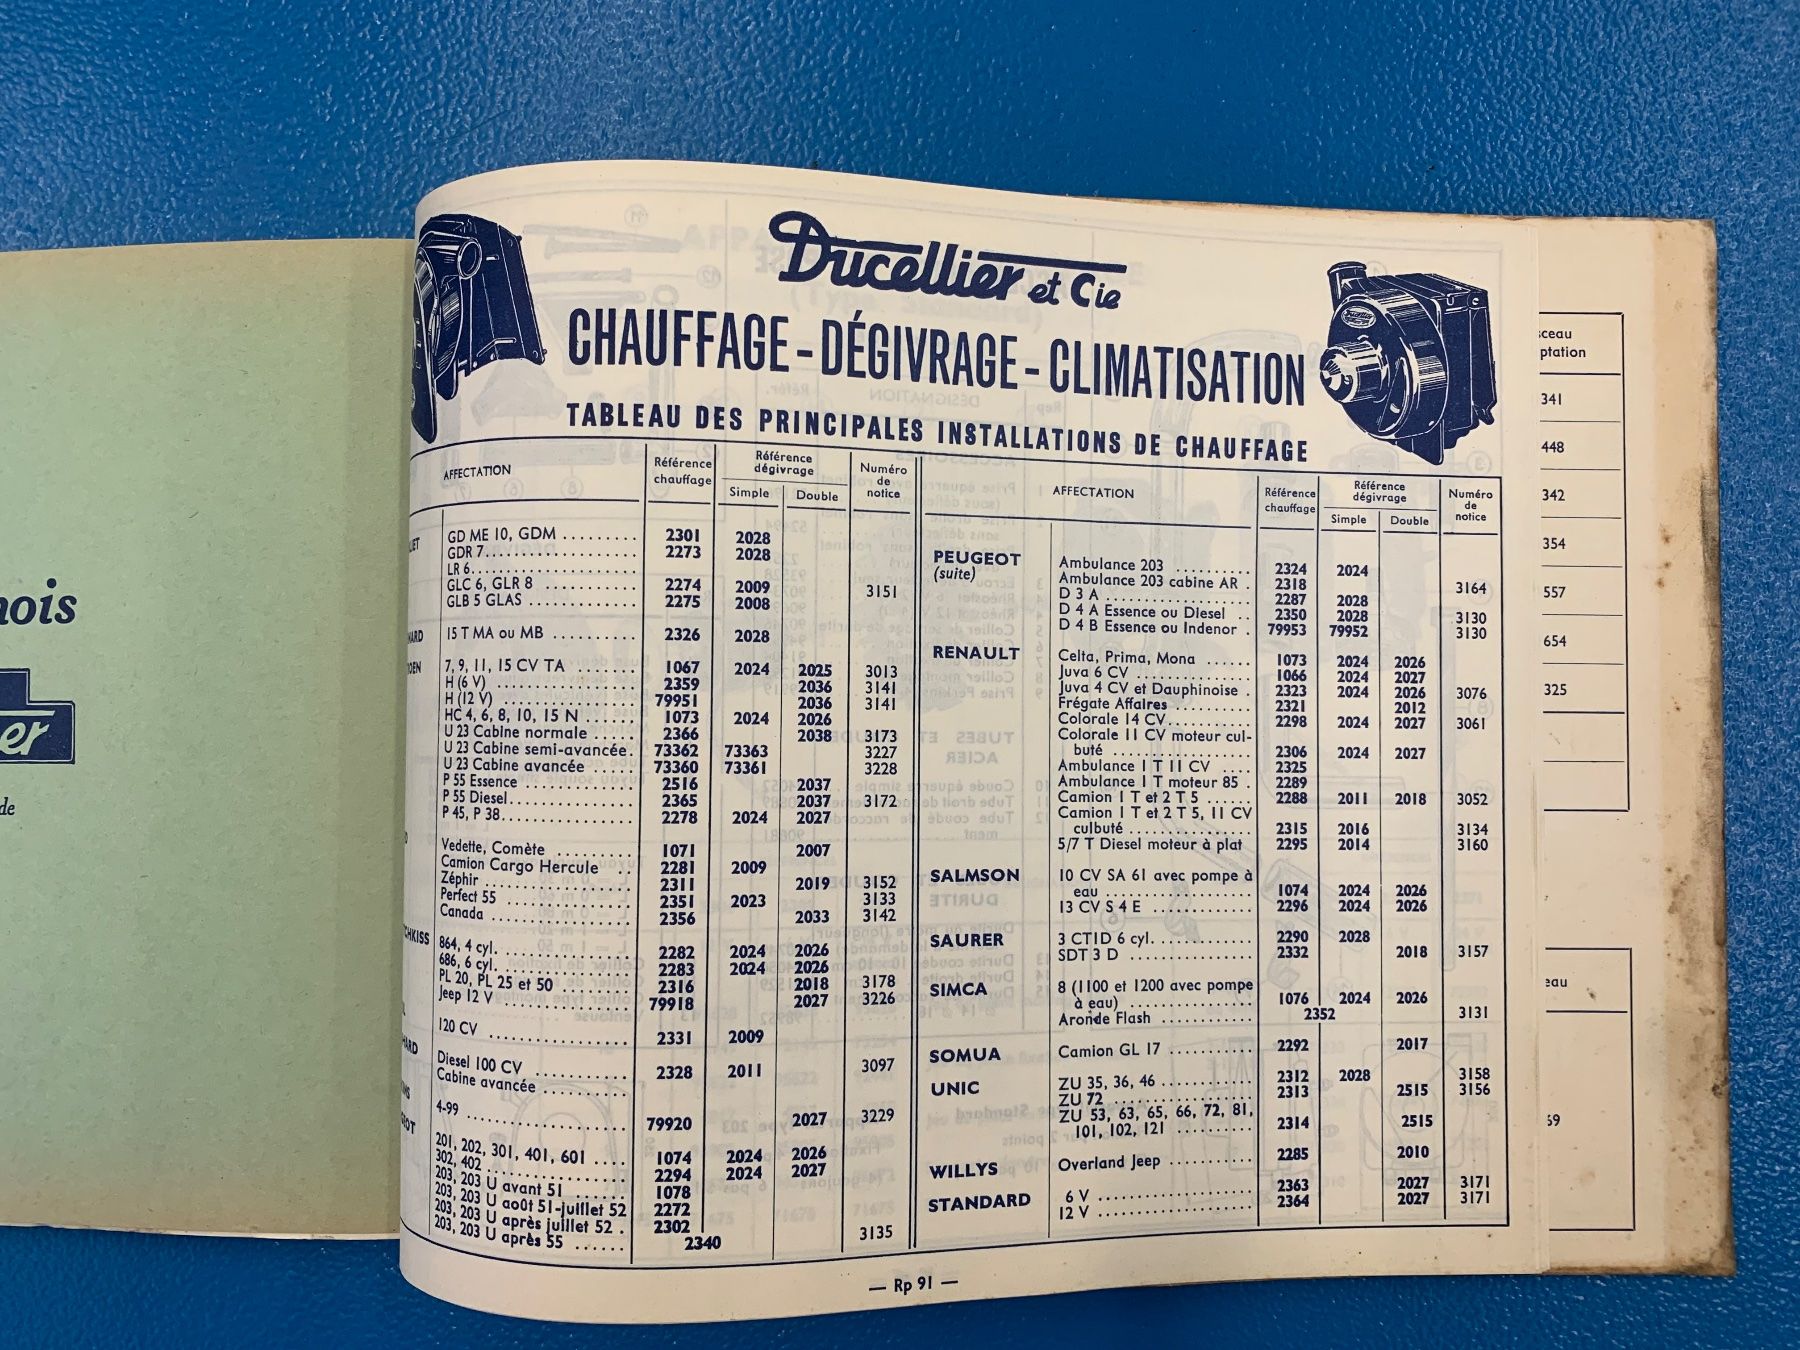 nois
er
de
Ducellier et Cie
CHAUFFAGE - DÉGIVRAGE - CLIMATISATION
TABLEAU DES PRINCIPALES INSTALLATIONS DE CHAUFFAGE
AFFECTATION Référence chauffage Référence dégivrage Simple Double Numéro de notice
GD ME 10, GDM .......... 2301 2028
GDR 7 .......... 2273 2028
LR 6 ..........
GLC 6, GLR 8 .......... 2274 2009 3151
GLB 5 GLAS .......... 2275 2008
15 T MA ou MB .......... 2326 2028
7, 9, 11, 15 CV TA .......... 1067 2024 2025 3013
H (6 V) .......... 2359 2036 3141
H (12 V) .......... 79951 2036 3141
HC 4, 6, 8, 10, 15 N .......... 1073 2024 2026
U 23 Cabine normale .......... 2366 2038 3173
U 23 Cabine semi-avancée. 73362 73363 3227
U 23 Cabine avancée .......... 73360 73361 3228
P 55 Essence .......... 2516 2037
P 55 Diesel .......... 2365 2037 3172
P 45, P 38 .......... 2278 2024 2027
Vedette, Comète .......... 1071 2007
Camion Cargo Hercule .. 2281 2009
Zéphir .......... 2311 2019 3152
Perfect 55 .......... 2351 2023 3133
Canada .......... 2356 2033 3142
864, 4 cyl. .......... 2282 2024 2026
686, 6 cyl. .......... 2283 2024 2026
PL 20, PL 25 et 50 .......... 2316 2018 3178
Jeep 12 V .......... 79918 2027 3226
120 CV .......... 2331 2009
Diesel 100 CV .......... 2328 2011 3097
Cabine avancée ..........
4-99 .......... 79920 2027 3229
201, 202, 301, 401, 601 .... 1074 2024 2026
302, 402 .......... 2294 2024 2027
203, 203 U avant 51 .......... 1078
203, 203 U août 51-juillet 52 2272
203, 203 U après juillet 52 . 2302
203, 203 U après 55 ...... 2340 3135
AFFECTATION Référence chauffage Référence dégivrage Simple Double Numéro de notice
PEUGEOT (suite)
Ambulance 203 .......... 2324 2024
Ambulance 203 cabine AR . 2318 3164
D 3 A .......... 2287 2028
D 4 A Essence ou Diesel .. 2350 2028 3130
D 4 B Essence ou Indenor . 79953 79952 3130
RENAULT
Celta, Prima, Mona ...... 1073 2024 2026
Juva 6 CV .......... 1066 2024 2027
Juva 4 CV et Dauphinoise . 2323 2024 2026 3076
Frégate Affaires .......... 2321 2012
Colorale 14 CV .......... 2298 2024 2027 3061
Colorale 11 CV moteur cul-
buté .......... 2306 2024 2027
Ambulance 1 T 11 CV .... 2325
Ambulance 1 T moteur 85 . 2289
Camion 1 T et 2 T 5 ...... 2288 2011 2018 3052
Camion 1 T et 2 T 5, 11 CV
culbuté .......... 2315 2016 3134
5/7 T Diesel moteur à plat 2295 2014 3160
SALMSON 10 CV SA 61 avec pompe à
eau .......... 1074 2024 2026
13 CV S 4 E .......... 2296 2024 2026
SAURER 3 CTID 6 cyl. .......... 2290 2028
SDT 3 D .......... 2332 2018 3157
SIMCA 8 (1100 et 1200 avec pompe
à eau) .......... 1076 2024 2026
Aronde Flash .......... 2352 3131
SOMUA Camion GL 17 .......... 2292 2017
UNIC ZU 35, 36, 46 .......... 2312 2028 3158
ZU 72 .......... 2313 2515 3156
ZU 53, 63, 65, 66, 72, 81,
101, 102, 121 .......... 2314 2515
WILLYS Overland Jeep .......... 2285 2010
STANDARD 6 V .......... 2363 2027 3171
12 V .......... 2364 2027 3171
— Rp 91 —
sceau
ptation
341
448
342
354
557
654
325
eau
69